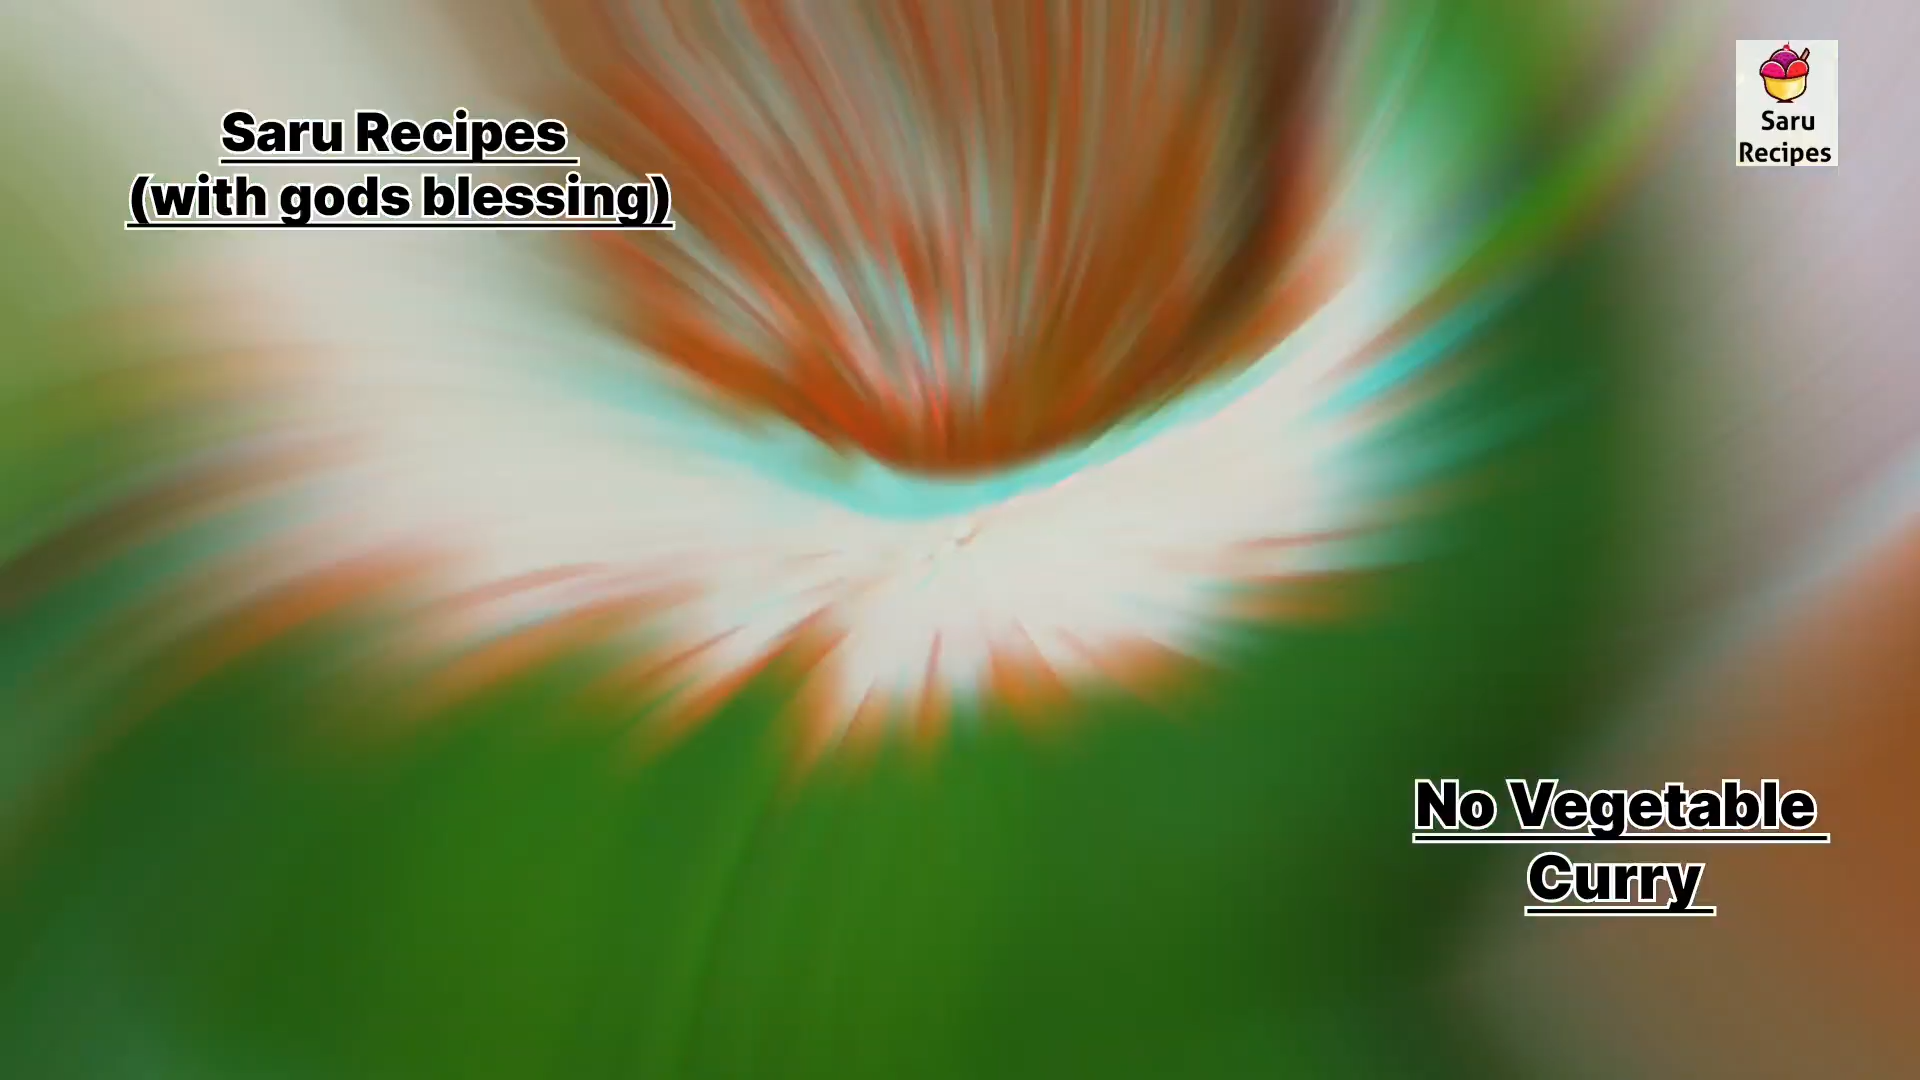 Saru Recipes
(with gods blessing)
Saru
Recipes
No Vegetable
Curry